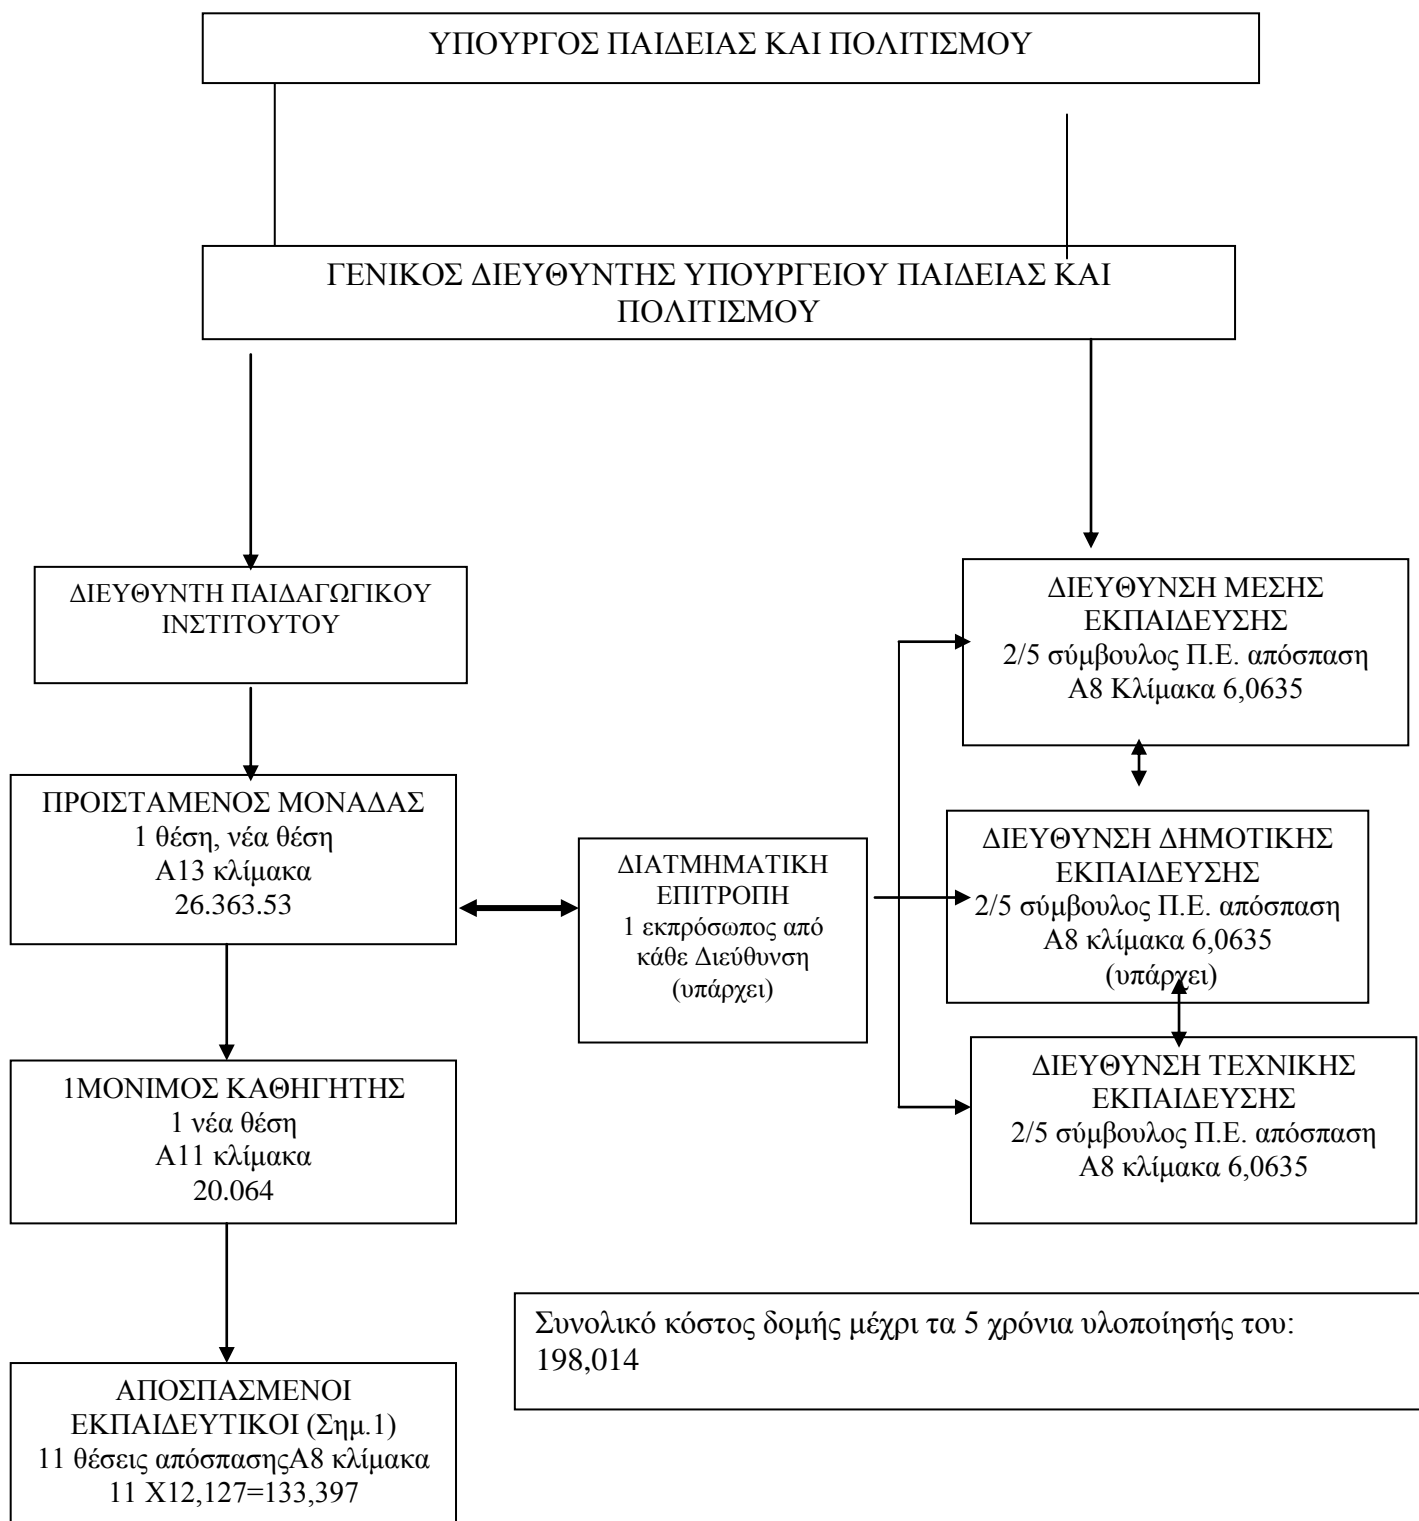 ΥΠΟΥΡΓΟΣ ΠΑΙΔΕΙΑΣ ΚΑΙ ΠΟΛΙΤΙΣΜΟΥ
ΓΕΝΙΚΟΣ ΔΙΕΥΘΥΝΤΗΣ ΥΠΟΥΡΓΕΙΟΥ ΠΑΙΔΕΙΑΣ ΚΑΙ
ΠΟΛΙΤΙΣΜΟΥ
ΔΙΕΥΘΥΝΤΗ ΠΑΙΔΑΓΩΓΙΚΟΥ
ΙΝΣΤΙΤΟΥΤΟΥ
ΠΡΟΙΣΤΑΜΕΝΟΣ ΜΟΝΑΔΑΣ
1 θέση, νέα θέση
Α13 κλίμακα
26.363.53
1ΜΟΝΙΜΟΣ ΚΑΘΗΓΗΤΗΣ
1 νέα θέση
Α11 κλίμακα
20.064
ΑΠΟΣΠΑΣΜΕΝΟΙ
ΕΚΠΑΙΔΕΥΤΙΚΟΙ (Σημ.1)
11 θέσεις απόσπασηςΑ8 κλίμακα
11 Χ12,127=133,397
ΔΙΑΤΜΗΜΑΤΙΚΗ
ΕΠΙΤΡΟΠΗ
1 εκπρόσωπος από
κάθε Διεύθυνση
(υπάρχει)
ΔΙΕΥΘΥΝΣΗ ΜΕΣΗΣ
ΕΚΠΑΙΔΕΥΣΗΣ
2/5 σύμβουλος Π.Ε. απόσπαση
Α8 Κλίμακα 6,0635
ΔΙΕΥΘΥΝΣΗ ΔΗΜΟΤΙΚΗΣ
ΕΚΠΑΙΔΕΥΣΗΣ
2/5 σύμβουλος Π.Ε. απόσπαση
Α8 κλίμακα 6,0635
(υπάρχει)
ΔΙΕΥΘΥΝΣΗ ΤΕΧΝΙΚΗΣ
ΕΚΠΑΙΔΕΥΣΗΣ
2/5 σύμβουλος Π.Ε. απόσπαση
Α8 κλίμακα 6,0635
Συνολικό κόστος δομής μέχρι τα 5 χρόνια υλοποίησής του:
198,014